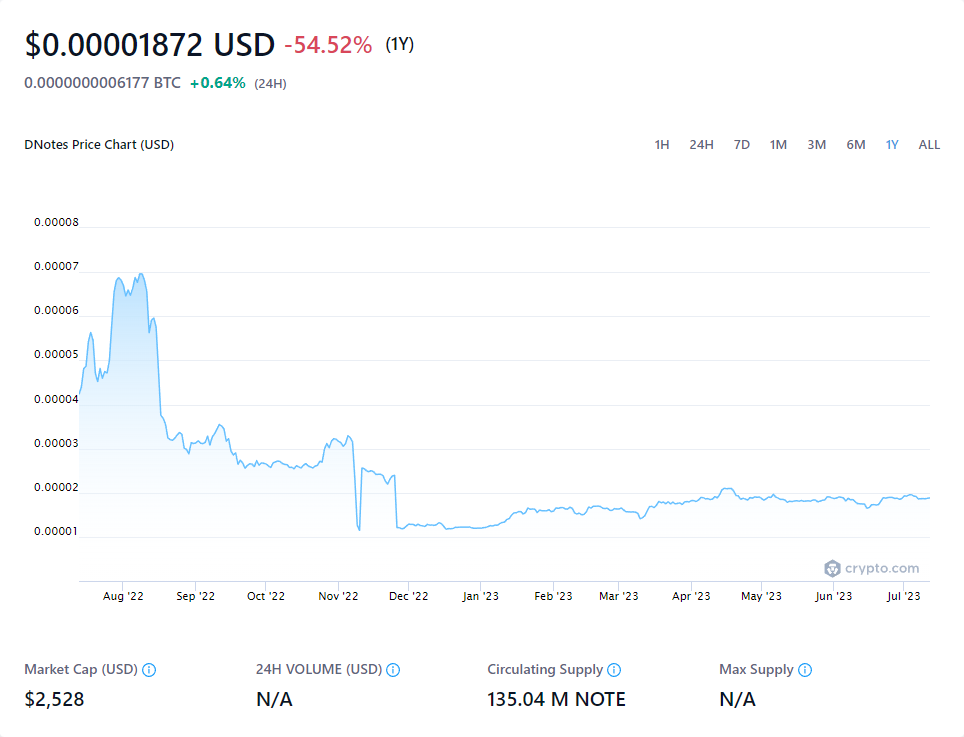 $0.00001872 USD -54.52% (1Y)
0.0000000006177 BTC +0.64% (24H)
DNotes Price Chart (USD) 1H 24H 7D 1M 3M 6M 1Y ALL
0.00008
0.00007
0.00006
0.00005
0.00004
0.00003
0.00002
0.00001
crypto.com
Aug '22 Sep '22 Oct '22 Nov '22 Dec '22 Jan '23 Feb '23 Mar '23 Apr '23 May '23 Jun '23 Jul '23
Market Cap (USD) 24H VOLUME (USD) Circulating Supply Max Supply
$2,528 N/A 135.04 M NOTE N/A